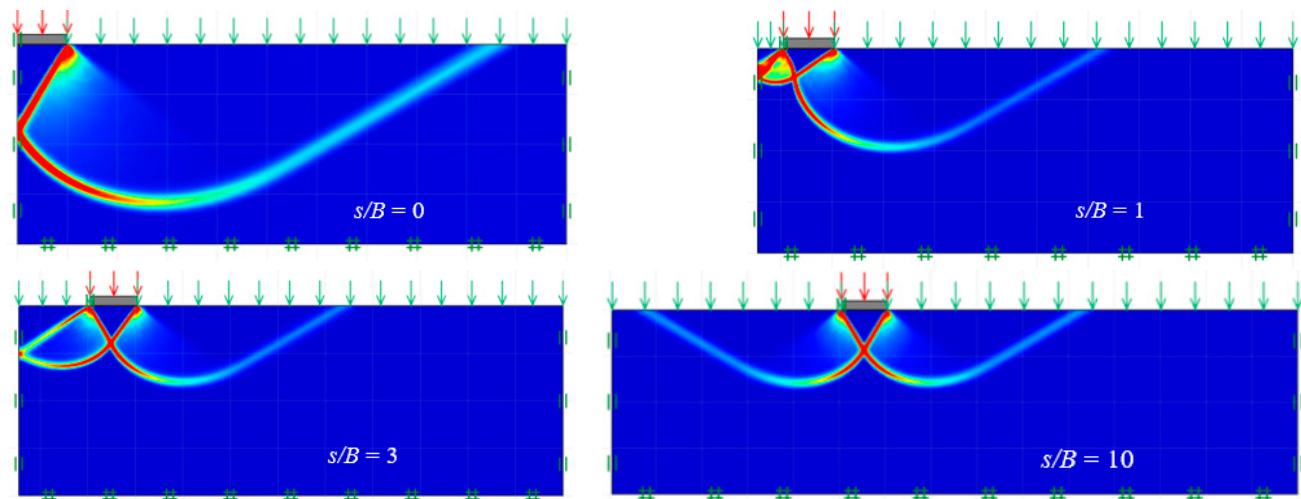 s/B = 0
s/B = 1
s/B = 3
s/B = 10